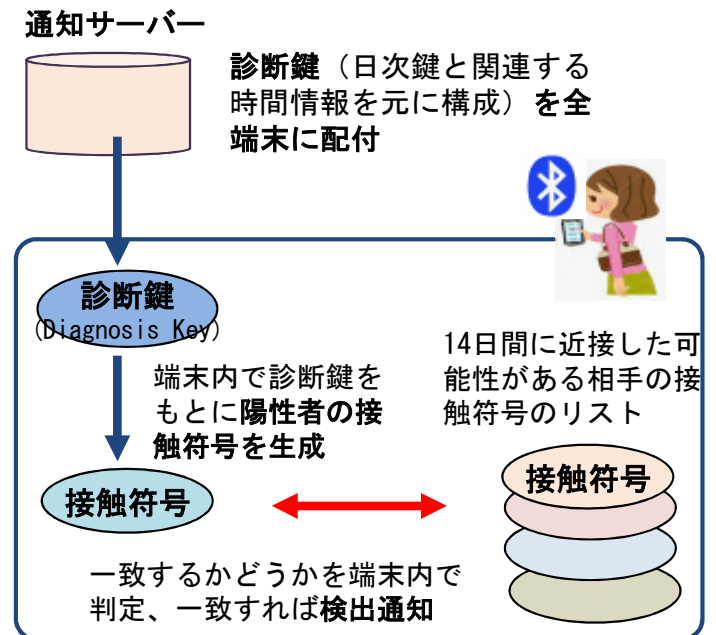 通知サーバー
診断鍵（日次鍵と関連する
時間情報を元に構成）を全
端末に配付
診断鍵
(Diagnosis Key)
端末内で診断鍵を
もとに陽性者の接
触符号を生成
14日間に近接した可
能性がある相手の接
触符号のリスト
接触符号
接触符号
一致するかどうかを端末内で
判定、一致すれば検出通知